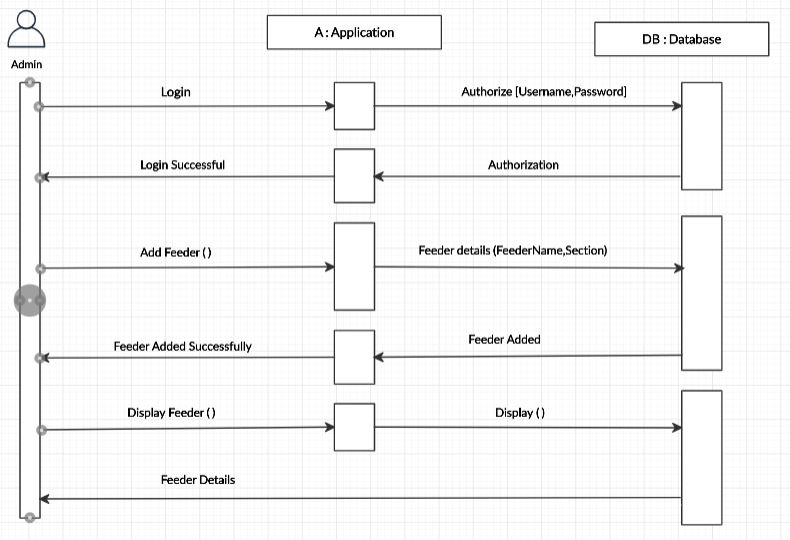 A : Application
DB : Database
Admin
Login
Authorize [Username,Password]
Login Successful
Authorization
Add Feeder ()
Feeder details (FeederName,Section)
Feeder Added Successfully
Feeder Added
Display Feeder ()
Display ()
Feeder Details